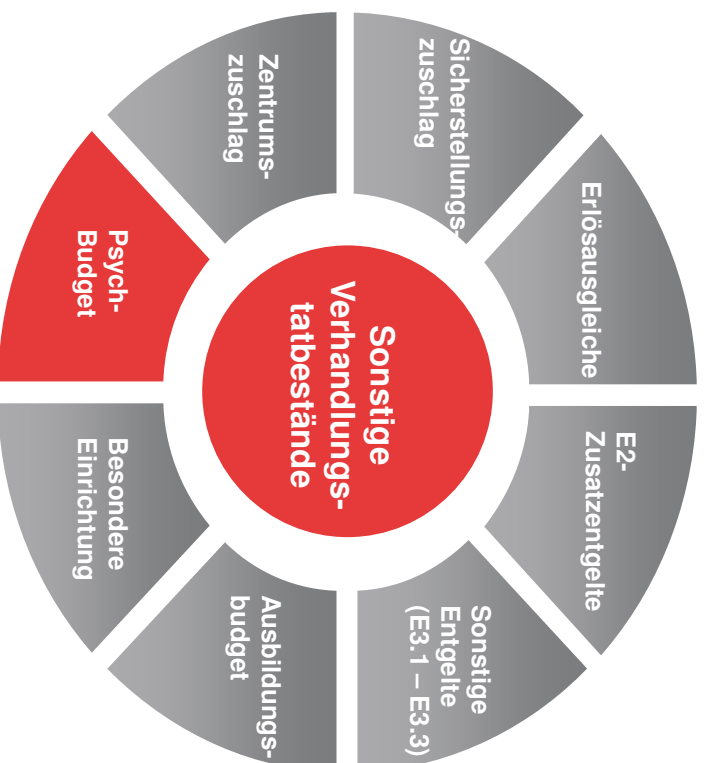 Sonstige
Verhandlungs-
tatbestände
Erlösausgleiche
E2-
Zusatzentgelte
Sonstige
Entgelte
(E3.1 – E3.3)
Ausbildungs-
budget
Besondere
Einrichtung
Psych-
Budget
Zentrums-
zuschlag
Sicherstellungs-
zuschlag